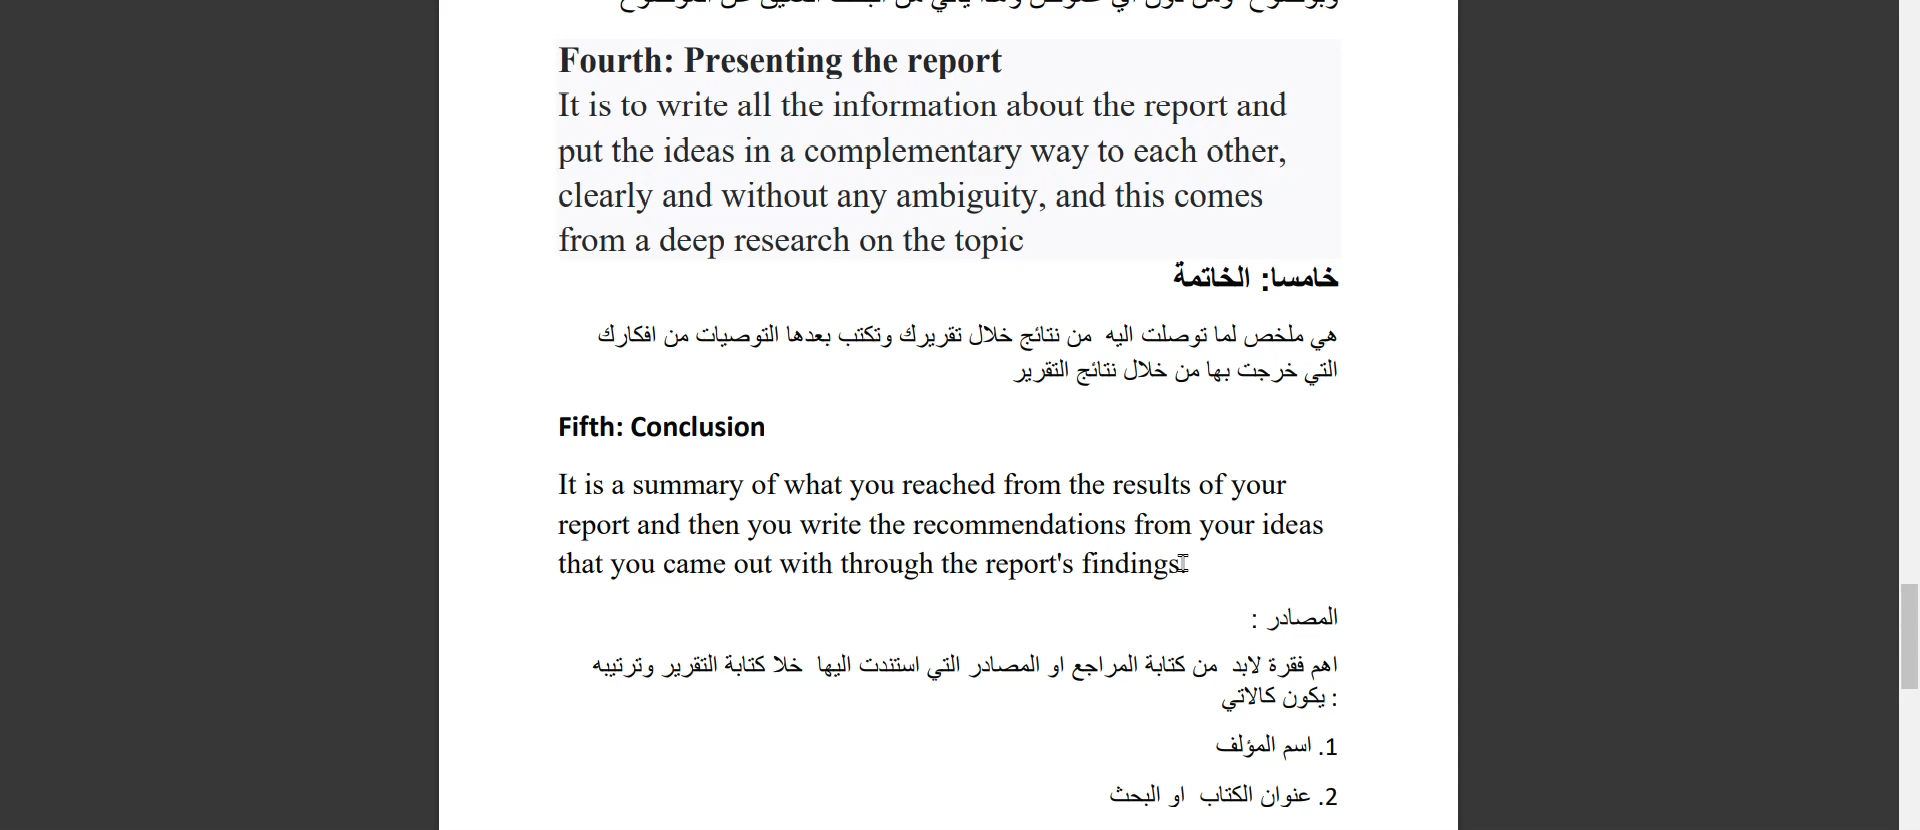 Fourth: Presenting the report
It is to write all the information about the report and
put the ideas in a complementary way to each other,
clearly and without any ambiguity, and this comes
from a deep research on the topic
خامسا: الخاتمة
هي ملخص لما توصلت اليه من نتائج خلال تقريرك وتكتب بعدها التوصيات من افكارك
التي خرجت بها من خلال نتائج التقرير
Fifth: Conclusion
It is a summary of what you reached from the results of your
report and then you write the recommendations from your ideas
that you came out with through the report's findings
المصادر :
اهم فقرة لابد من كتابة المراجع او المصادر التي استندت اليها خلا كتابة التقرير وترتيبه
: يكون كالاتي
1. اسم المؤلف
2. عنوان الكتاب او البحث